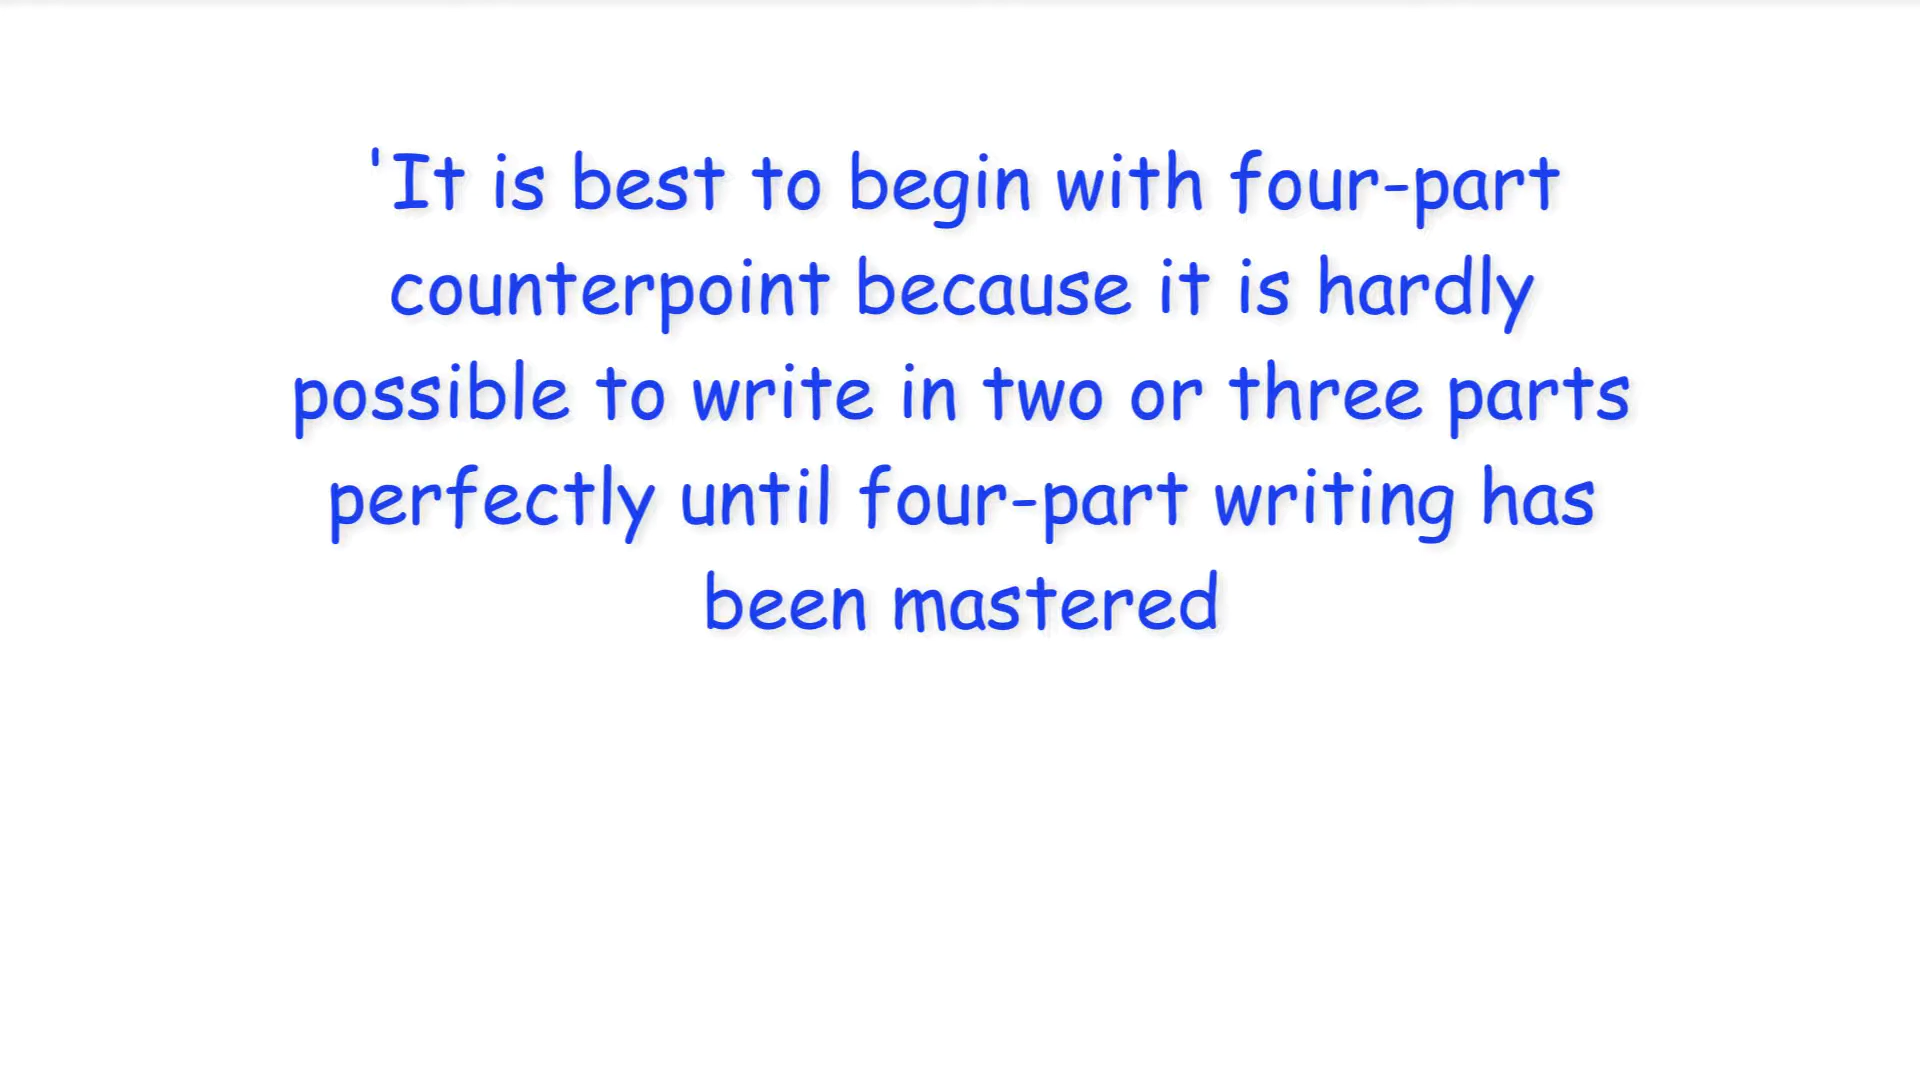 'It is best to begin with four-part
counterpoint because it is hardly
possible to write in two or three parts
perfectly until four-part writing has
been mastered